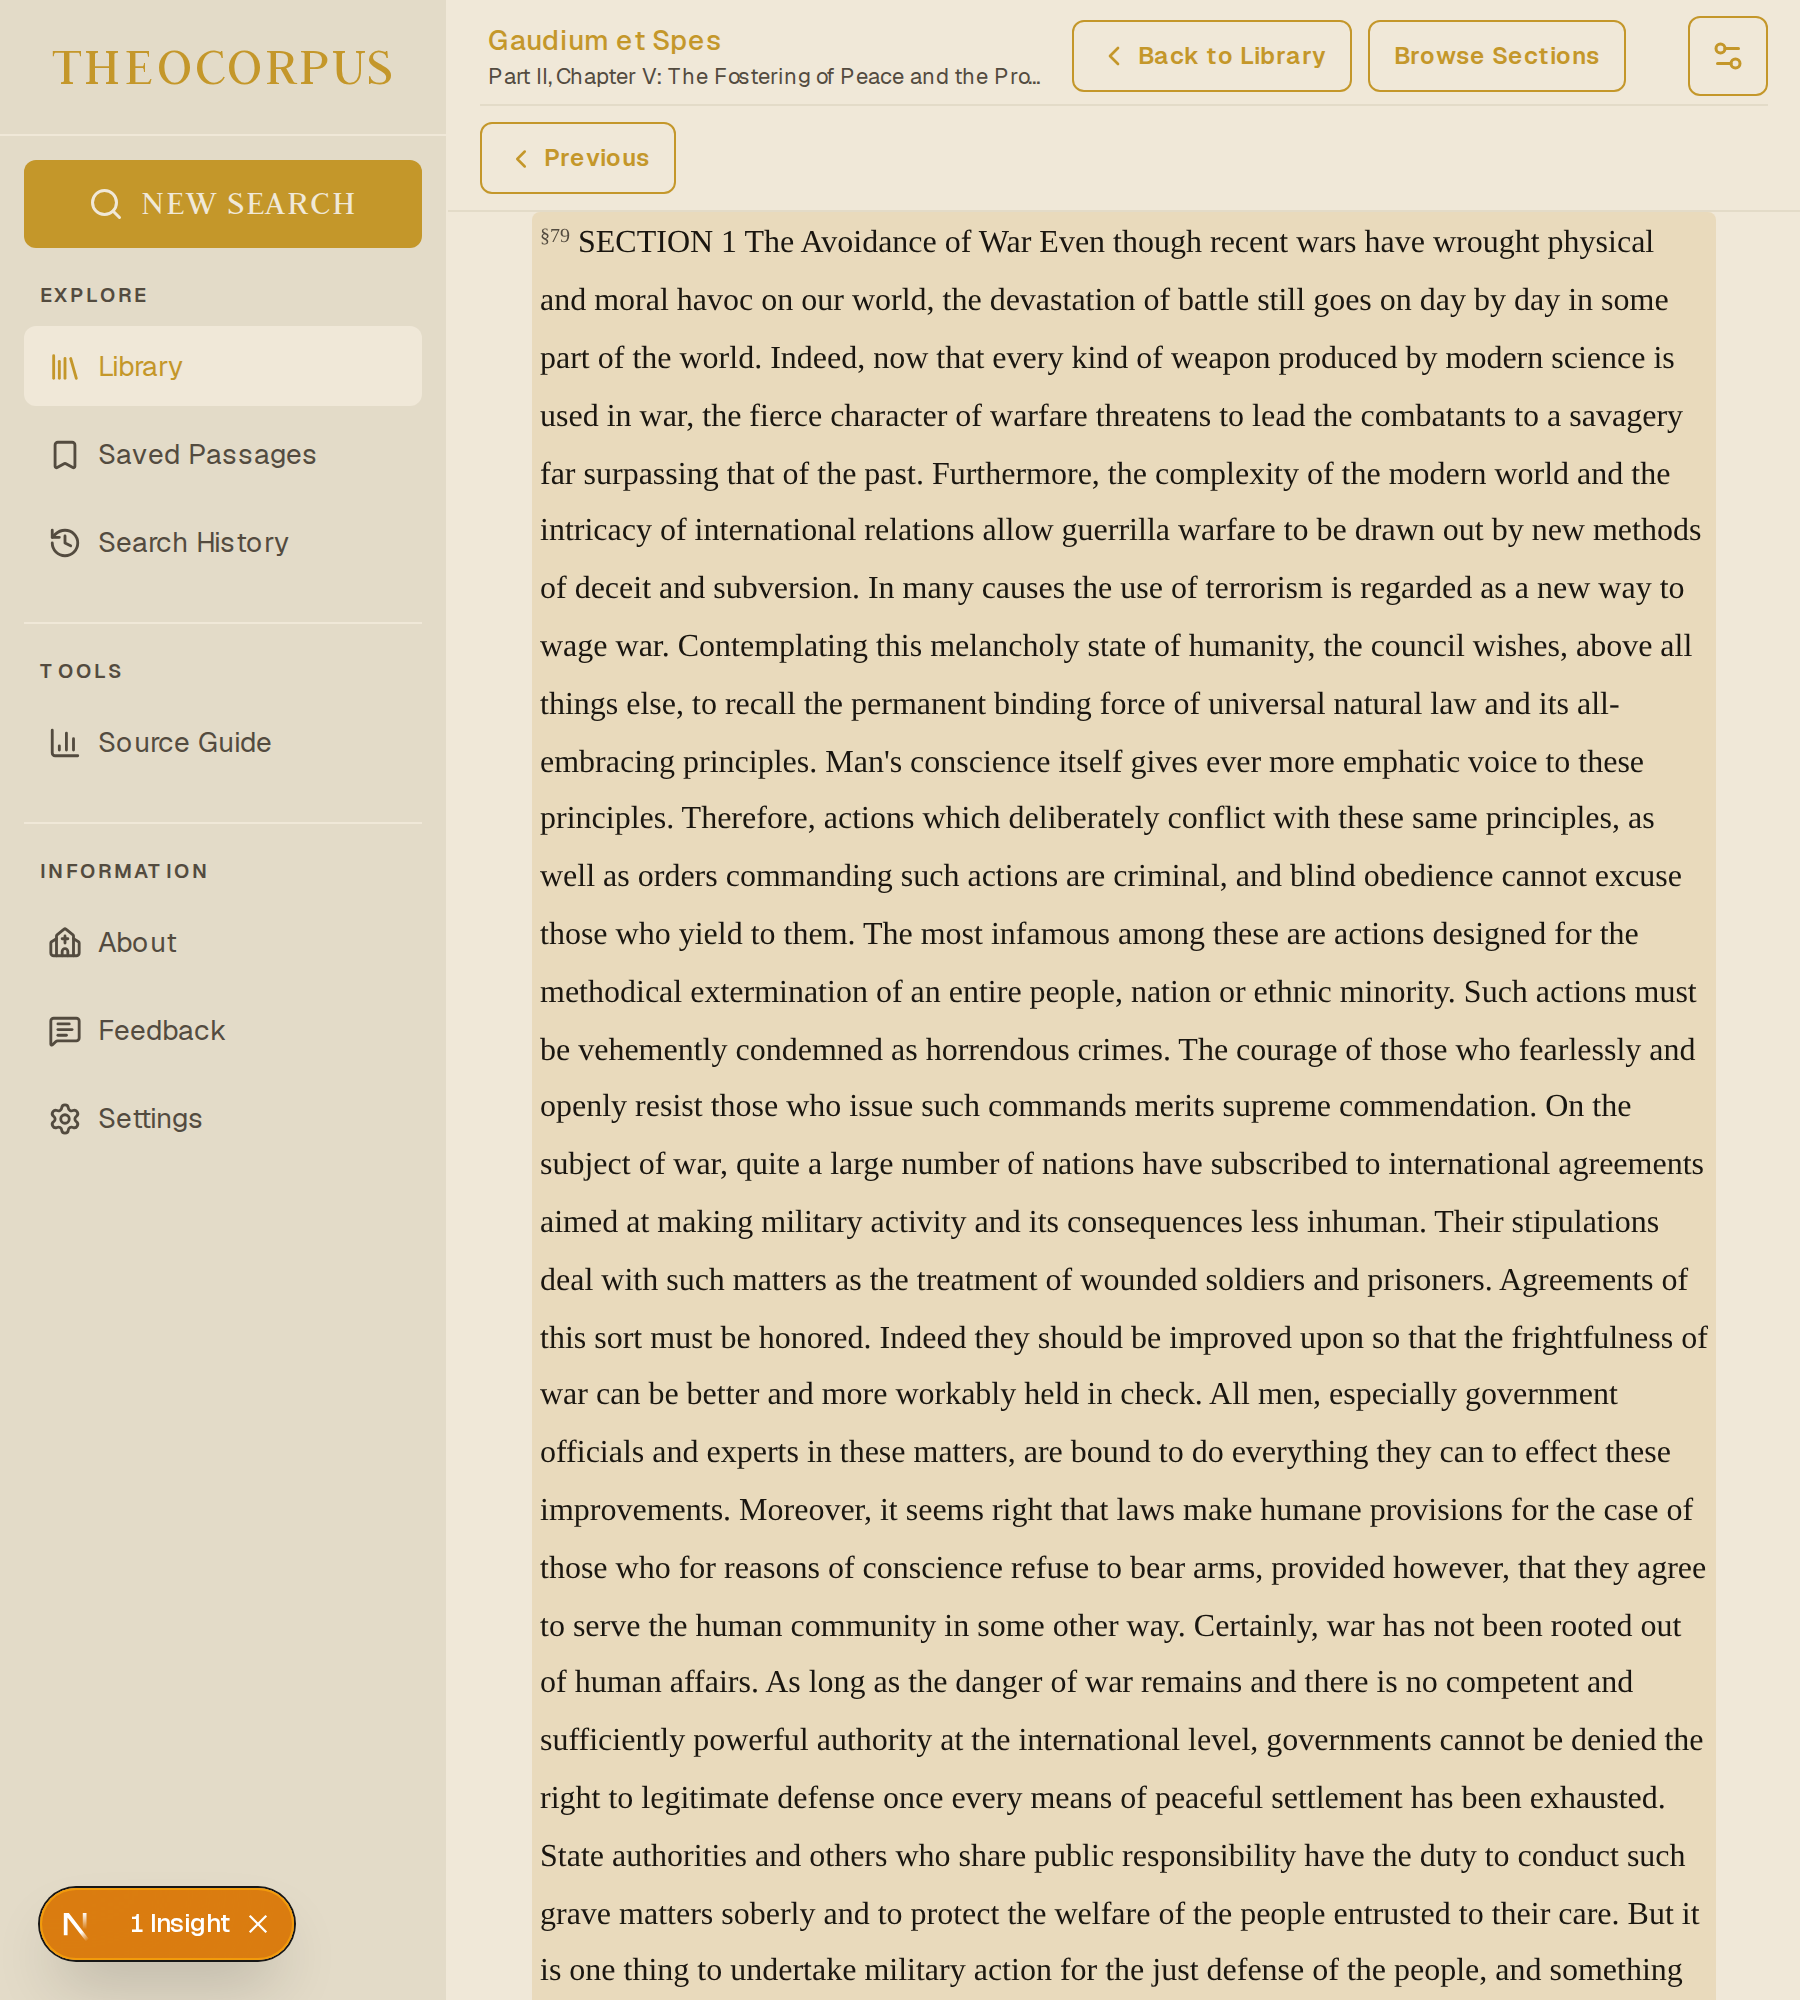 THEOCORPUS
NEW SEARCH
EXPLORE
Library
Saved Passages
Search History
TOOLS
Source Guide
INFORMATION
About
Feedback
Settings
1 Insight
Gaudium et Spes
Part II, Chapter V: The Fostering of Peace and the Pro...
Back to Library
Browse Sections
Previous
§79 SECTION 1 The Avoidance of War Even though recent wars have wrought physical
and moral havoc on our world, the devastation of battle still goes on day by day in some
part of the world. Indeed, now that every kind of weapon produced by modern science is
used in war, the fierce character of warfare threatens to lead the combatants to a savagery
far surpassing that of the past. Furthermore, the complexity of the modern world and the
intricacy of international relations allow guerrilla warfare to be drawn out by new methods
of deceit and subversion. In many causes the use of terrorism is regarded as a new way to
wage war. Contemplating this melancholy state of humanity, the council wishes, above all
things else, to recall the permanent binding force of universal natural law and its all-
embracing principles. Man's conscience itself gives ever more emphatic voice to these
principles. Therefore, actions which deliberately conflict with these same principles, as
well as orders commanding such actions are criminal, and blind obedience cannot excuse
those who yield to them. The most infamous among these are actions designed for the
methodical extermination of an entire people, nation or ethnic minority. Such actions must
be vehemently condemned as horrendous crimes. The courage of those who fearlessly and
openly resist those who issue such commands merits supreme commendation. On the
subject of war, quite a large number of nations have subscribed to international agreements
aimed at making military activity and its consequences less inhuman. Their stipulations
deal with such matters as the treatment of wounded soldiers and prisoners. Agreements of
this sort must be honored. Indeed they should be improved upon so that the frightfulness of
war can be better and more workably held in check. All men, especially government
officials and experts in these matters, are bound to do everything they can to effect these
improvements. Moreover, it seems right that laws make humane provisions for the case of
those who for reasons of conscience refuse to bear arms, provided however, that they agree
to serve the human community in some other way. Certainly, war has not been rooted out
of human affairs. As long as the danger of war remains and there is no competent and
sufficiently powerful authority at the international level, governments cannot be denied the
right to legitimate defense once every means of peaceful settlement has been exhausted.
State authorities and others who share public responsibility have the duty to conduct such
grave matters soberly and to protect the welfare of the people entrusted to their care. But it
is one thing to undertake military action for the just defense of the people, and something